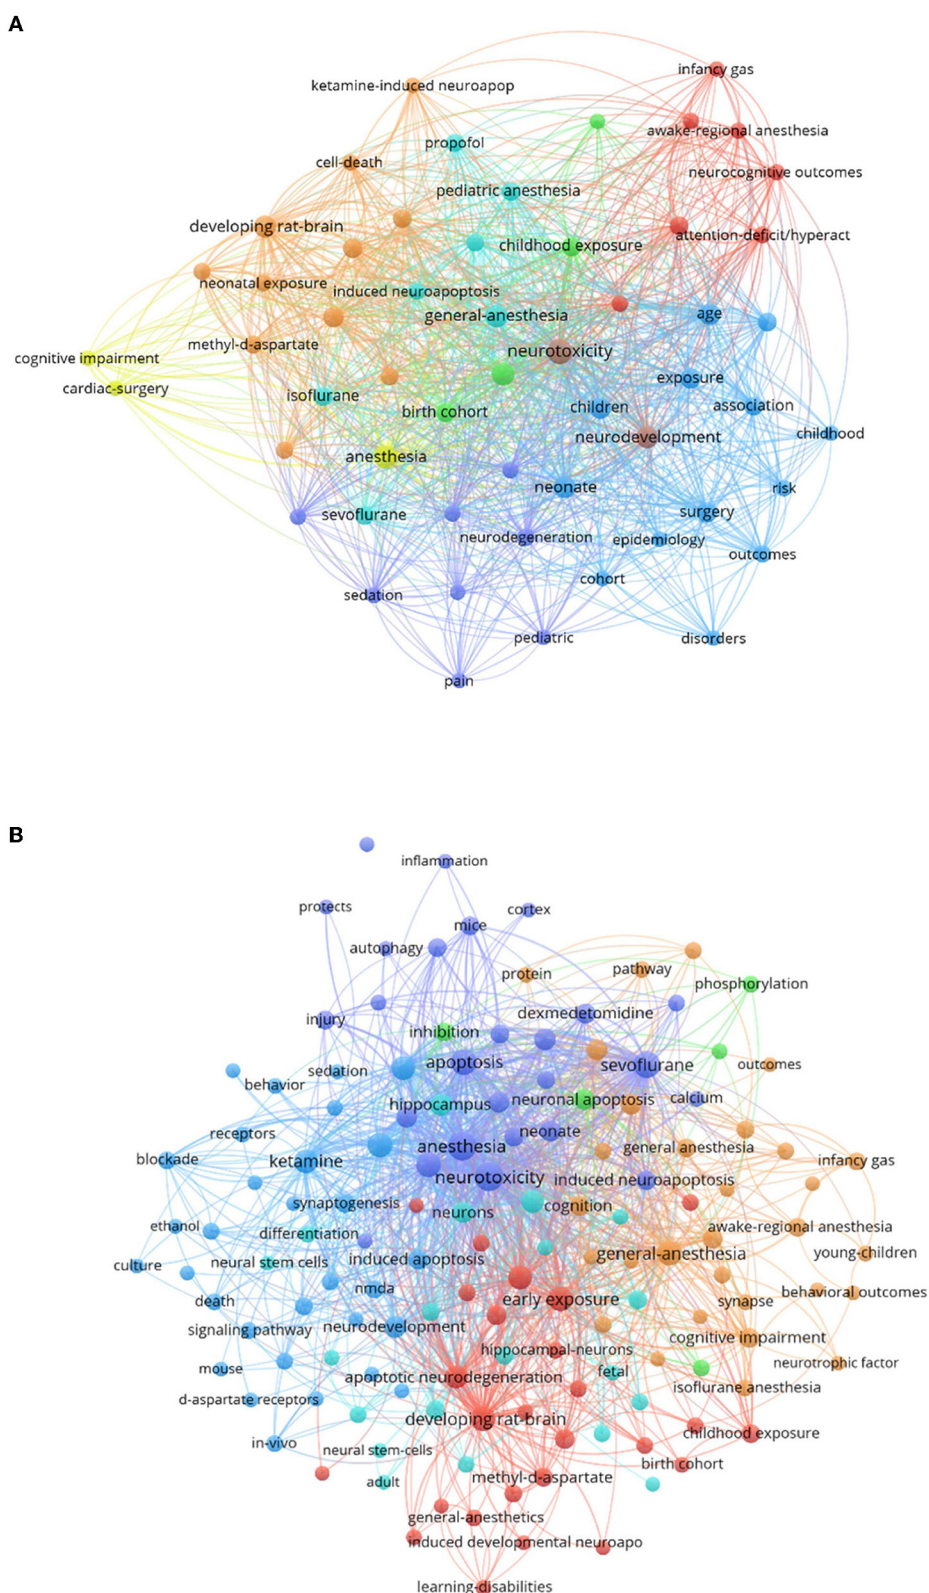 A
infancy gas
ketamine-induced neuroapop
awake-regional anesthesia
propofol
cell-death
neurocognitive outcomes
pediatric anesthesia
developing rat-brain
attention-deficit/hyperact
childhood exposure
neonatal exposure
induced neuroapoptosis
age
general-anesthesia
methyl-d-aspartate
neurotoxicity
cognitive impairment
exposure
cardiac-surgery
isoflurane
association
children
birth cohort
childhood
neurodevelopment
anesthesia
neonate
risk
surgery
sevoflurane
neurodegeneration
epidemiology
outcomes
cohort
sedation
pediatric
disorders
pain
B
inflammation
protects
cortex
mice
autophagy
protein
pathway
phosphorylation
dexmedetomidine
injury
inhibition
apoptosis
sevoflurane
outcomes
sedation
behavior
neuronal apoptosis
calcium
hippocampus
receptors
neonate
anesthesia
general anesthesia
blockade
ketamine
infancy gas
neurotoxicity
induced neuroapoptosis
synaptogenesis
cognition
neurons
ethanol
awake-regional anesthesia
differentiation
general-anesthesia
young-children
neural stem cells
induced apoptosis
culture
nmda
behavioral outcomes
death
early exposure
synapse
signaling pathway
neurodevelopment
cognitive impairment
hippocampal-neurons
neurotrophic factor
mouse
fetal
apoptotic neurodegeneration
isoflurane anesthesia
d-aspartate receptors
developing rat-brain
childhood exposure
in-vivo
neural stem-cells
birth cohort
adult
methyl-d-aspartate
general-anesthetics
induced developmental neuroapo
learning-disabilities